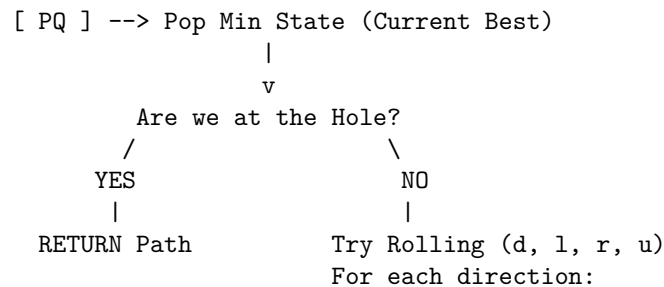 [ PQ ] --> Pop Min State (Current Best)
|
v
Are we at the Hole?
/ \
YES NO
| |
RETURN Path Try Rolling (d, l, r, u)
For each direction: